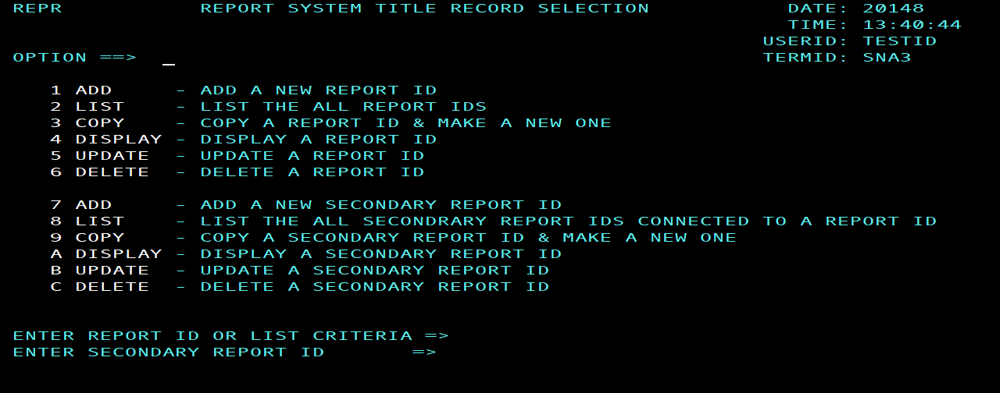 REPR REPORT SYSTEM TITLE RECORD SELECTION DATE: 20148
TIME: 13:40:44
USERID: TESTID
OPTION ==> _ TERMID: SNA3
1 ADD - ADD A NEW REPORT ID
2 LIST - LIST THE ALL REPORT IDS
3 COPY - COPY A REPORT ID & MAKE A NEW ONE
4 DISPLAY - DISPLAY A REPORT ID
5 UPDATE - UPDATE A REPORT ID
6 DELETE - DELETE A REPORT ID
7 ADD - ADD A NEW SECONDARY REPORT ID
8 LIST - LIST THE ALL SECONDRARY REPORT IDS CONNECTED TO A REPORT ID
9 COPY - COPY A SECONDARY REPORT ID & MAKE A NEW ONE
A DISPLAY - DISPLAY A SECONDARY REPORT ID
B UPDATE - UPDATE A SECONDARY REPORT ID
C DELETE - DELETE A SECONDARY REPORT ID
ENTER REPORT ID OR LIST CRITERIA =>
ENTER SECONDARY REPORT ID =>